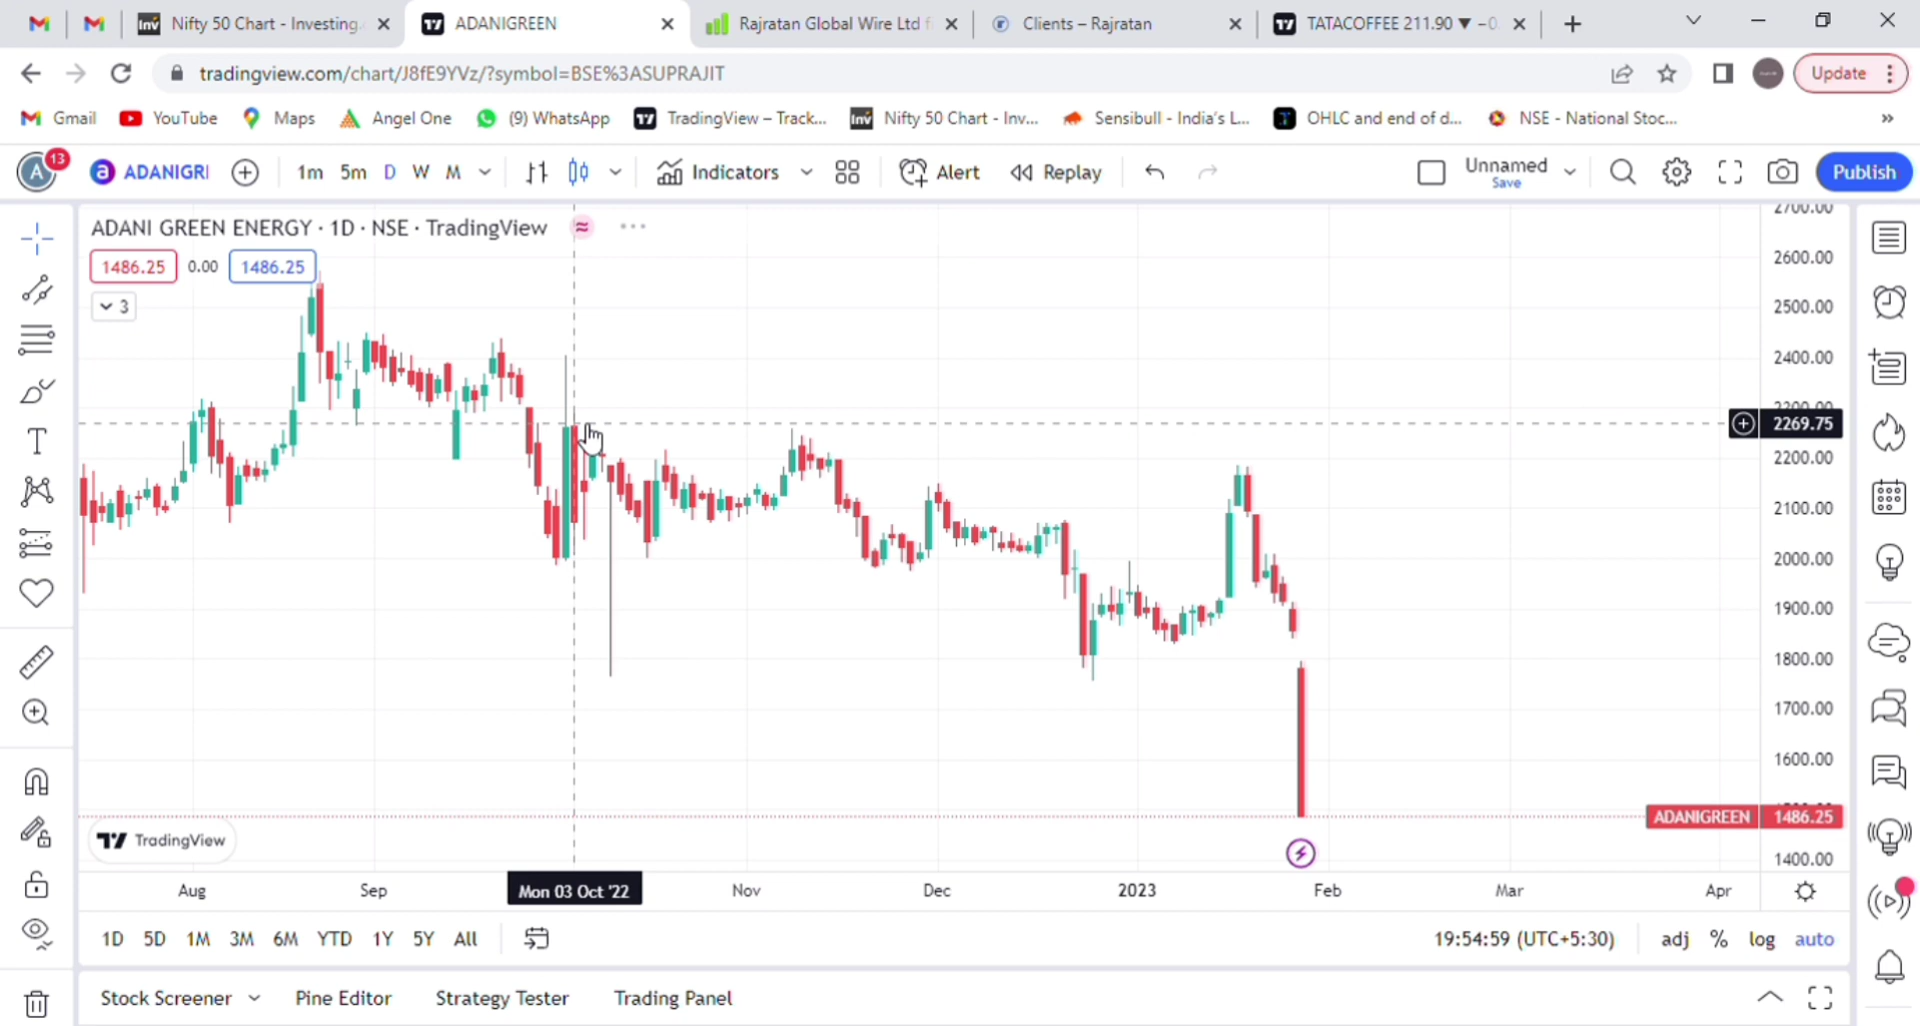 Nifty 50 Chart - Investing.
ADANIGREEN
Rajratan Global Wire Ltd f
Clients – Rajratan
TATACOFFEE 211.90 ▼ −0.
tradingview.com/chart/J8fE9YVz/?symbol=BSE%3ASUPRAJIT
Update
Gmail
YouTube
Maps
Angel One
(9) WhatsApp
TradingView – Track...
Nifty 50 Chart - Inv...
Sensibull - India's L...
OHLC and end of d...
NSE - National Stoc...
»
A
13
ADANIGRI
1m
5m
D
W
M
Indicators
Alert
Replay
Unnamed
Save
Publish
ADANI GREEN ENERGY · 1D · NSE · TradingView
1486.25
0.00
1486.25
3
2700.00
2600.00
2500.00
2400.00
2300.00
2269.75
2200.00
2100.00
2000.00
1900.00
1800.00
1700.00
1600.00
ADANIGREEN 1486.25
1400.00
TradingView
Aug
Sep
Mon 03 Oct '22
Nov
Dec
2023
Feb
Mar
Apr
1D
5D
1M
3M
6M
YTD
1Y
5Y
All
19:54:59 (UTC+5:30)
adj
%
log
auto
Stock Screener
Pine Editor
Strategy Tester
Trading Panel